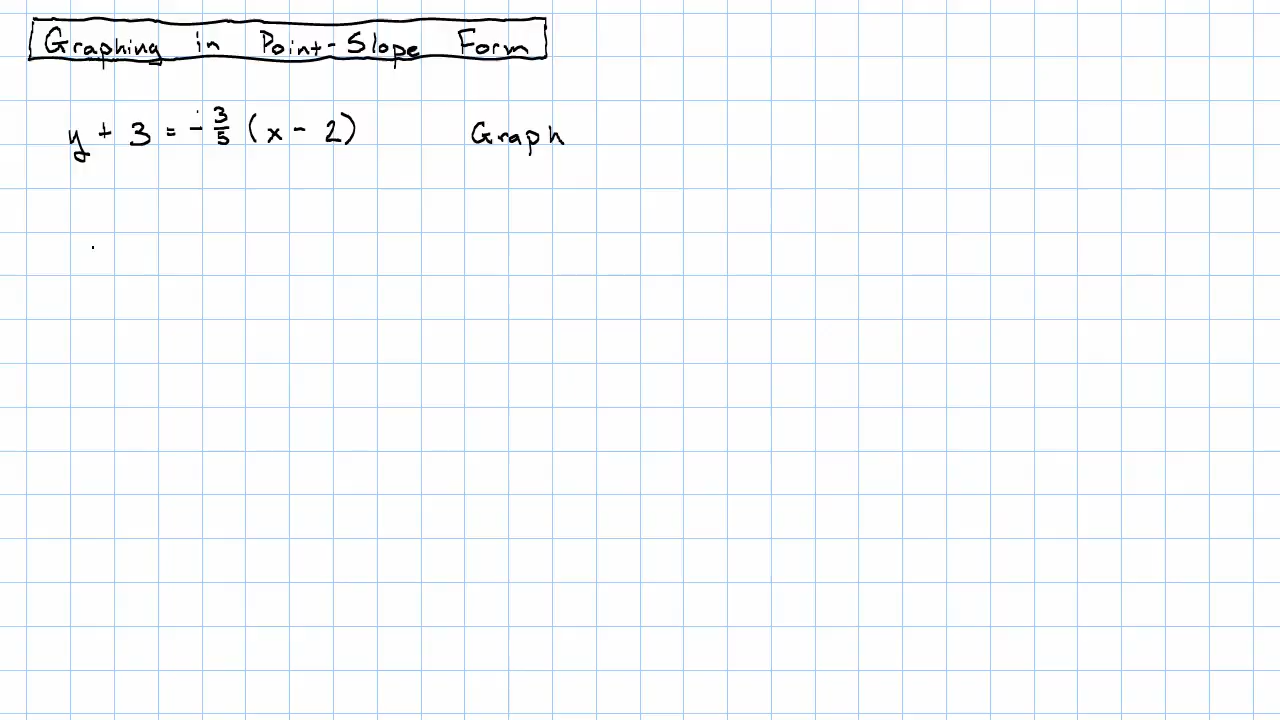 Graphing in Point-Slope Form
y + 3 = - 3/5 (x - 2) Graph